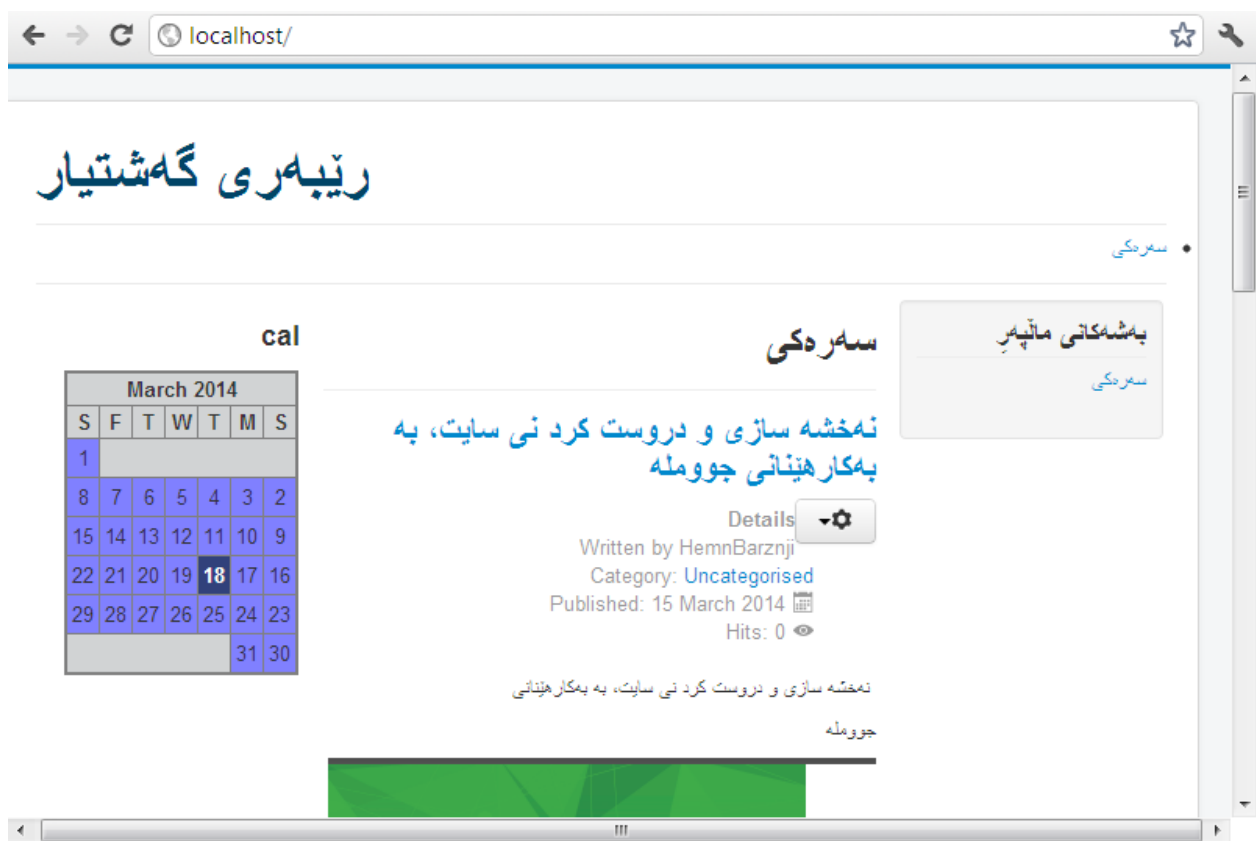 localhost/
رێبەری گەشتیار
سەرەکی
بەشەکانی ماڵپەڕ
سەرەکی
سەرەکی
نەخشە سازی و دروست کرد نی سایت، بە
بەکارهێنانی جووملە
Details
Written by HemnBarznji
Category: Uncategorised
Published: 15 March 2014
Hits: 0
نەخشە سازی و دروست کرد نی سایت، بە بەکارهێنانی
جووملە
cal
March 2014
S F T W T M S
1
8 7 6 5 4 3 2
15 14 13 12 11 10 9
22 21 20 19 18 17 16
29 28 27 26 25 24 23
31 30